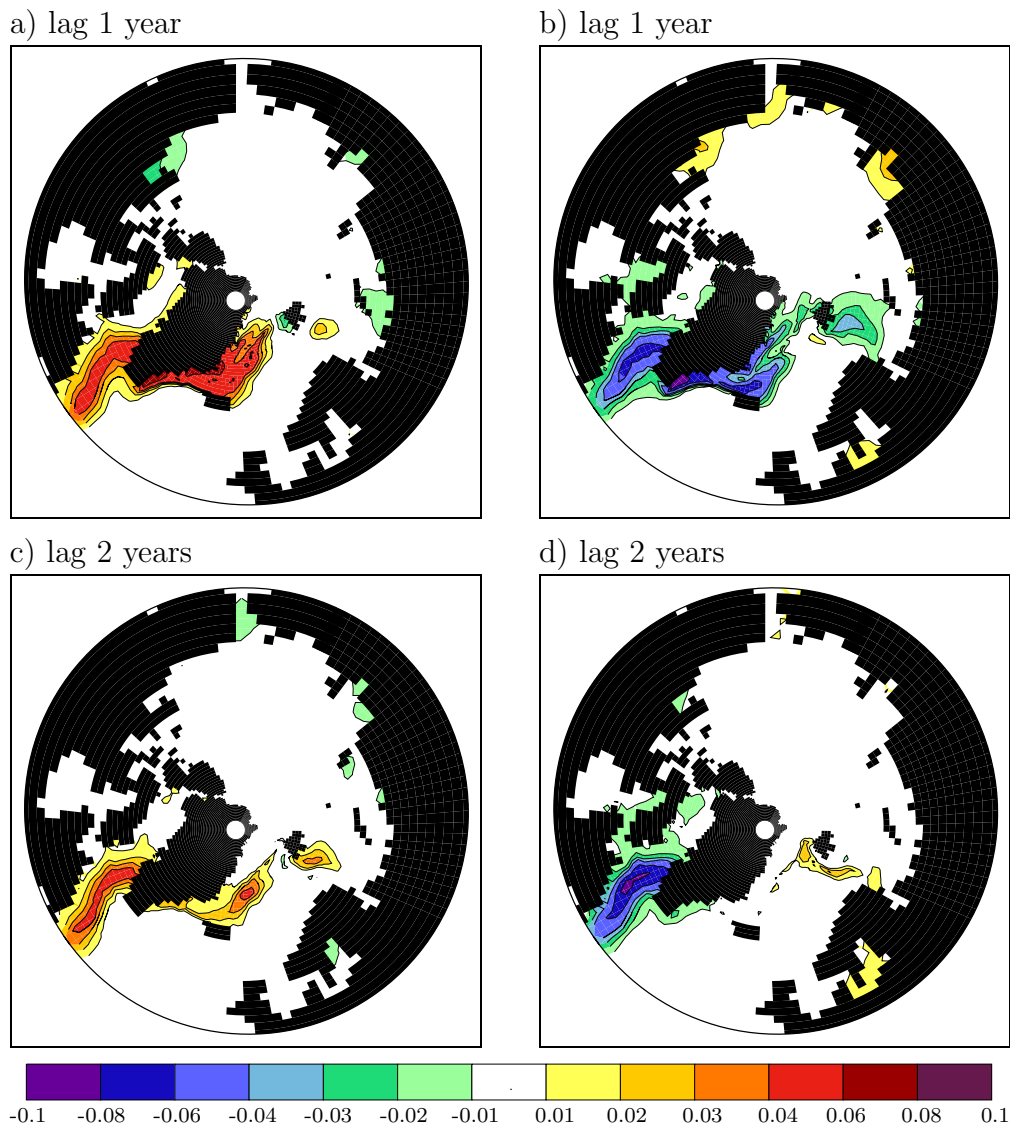 a) lag 1 year
b) lag 1 year
c) lag 2 years
d) lag 2 years
-0.1 -0.08 -0.06 -0.04 -0.03 -0.02 -0.01 0.01 0.02 0.03 0.04 0.06 0.08 0.1